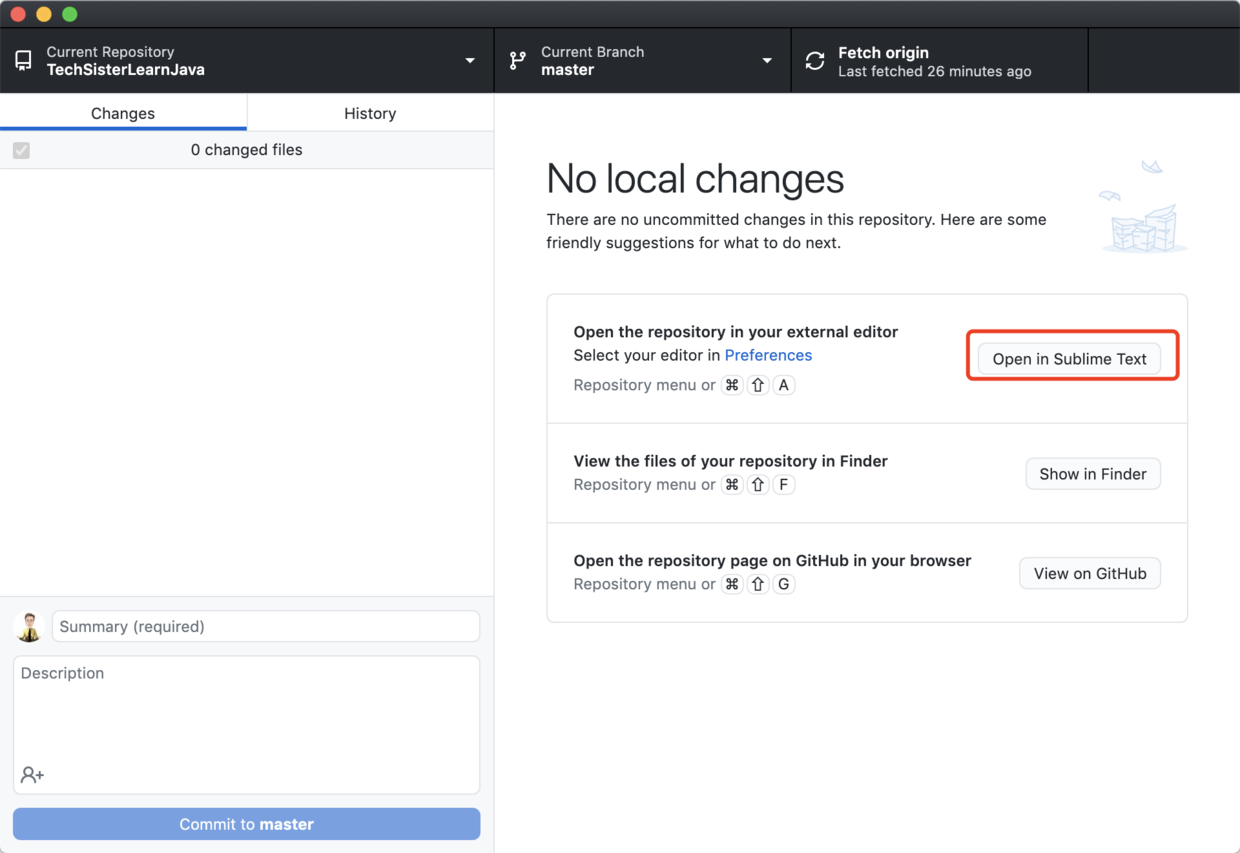 Current Repository
TechSisterLearnJava
Current Branch
master
Fetch origin
Last fetched 26 minutes ago
Changes
History
0 changed files
No local changes
There are no uncommitted changes in this repository. Here are some
friendly suggestions for what to do next.
Open the repository in your external editor
Select your editor in Preferences
Repository menu or ⌘ ⇧ A
Open in Sublime Text
View the files of your repository in Finder
Repository menu or ⌘ ⇧ F
Show in Finder
Open the repository page on GitHub in your browser
Repository menu or ⌘ ⇧ G
View on GitHub
Summary (required)
Description
Commit to master